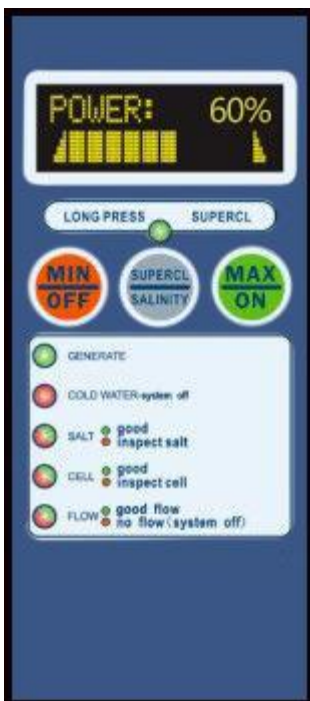 POWER: 60%
LONG PRESS SUPERCL
MIN
OFF
SUPERCL
SALINITY
MAX
ON
GENERATE
COLD WATER-system off
SALT good
inspect salt
CELL good
inspect cell
FLOW good flow
no flow(system off)